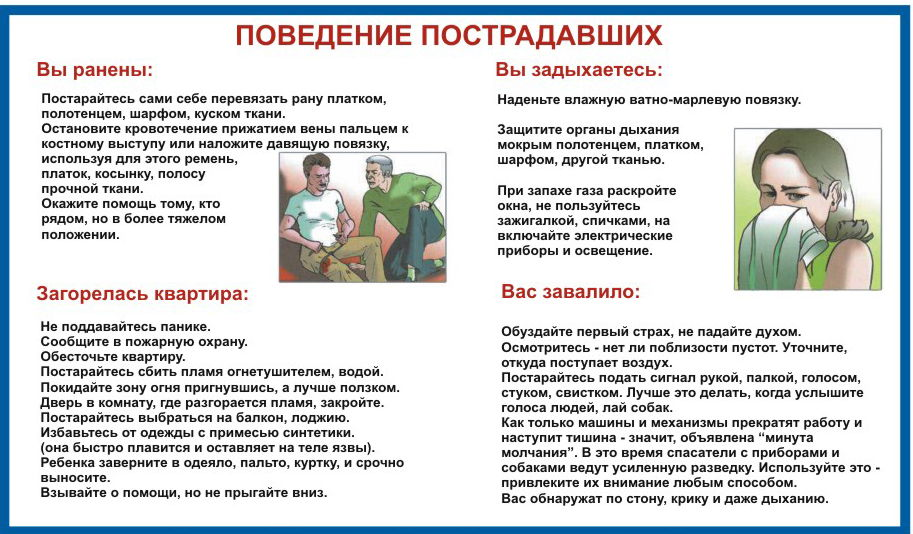 ПОВЕДЕНИЕ ПОСТРАДАВШИХ
Вы ранены:
Постарайтесь сами себе перевязать рану платком,
полотенцем, шарфом, куском ткани.
Остановите кровотечение прижатием вены пальцем к
костному выступу или наложите давящую повязку,
используя для этого ремень,
платок, косынку, полосу
прочной ткани.
Окажите помощь тому, кто
рядом, но в более тяжелом
положении.
Вы задыхаетесь:
Наденьте влажную ватно-марлевую повязку.
Защитите органы дыхания
мокрым полотенцем, платком,
шарфом, другой тканью.
При запахе газа раскройте
окна, не пользуйтесь
зажигалкой, спичками, на
включайте электрические
приборы и освещение.
Загорелась квартира:
Не поддавайтесь панике.
Сообщите в пожарную охрану.
Обесточьте квартиру.
Постарайтесь сбить пламя огнетушителем, водой.
Покидайте зону огня пригнувшись, а лучше ползком.
Дверь в комнату, где разгорается пламя, закройте.
Постарайтесь выбраться на балкон, лоджию.
Избавьтесь от одежды с примесью синтетики.
(она быстро плавится и оставляет на теле язвы).
Ребенка заверните в одеяло, пальто, куртку, и срочно
выносите.
Взывайте о помощи, но не прыгайте вниз.
Вас завалило:
Обуздайте первый страх, не падайте духом.
Осмотритесь - нет ли поблизости пустот. Уточните,
откуда поступает воздух.
Постарайтесь подать сигнал рукой, палкой, голосом,
стуком, свистком. Лучше это делать, когда услышите
голоса людей, лай собак.
Как только машины и механизмы прекратят работу и
наступит тишина - значит, объявлена “минута
молчания”. В это время спасатели с приборами и
собаками ведут усиленную разведку. Используйте это -
привлеките их внимание любым способом.
Вас обнаружат по стону, крику и даже дыханию.